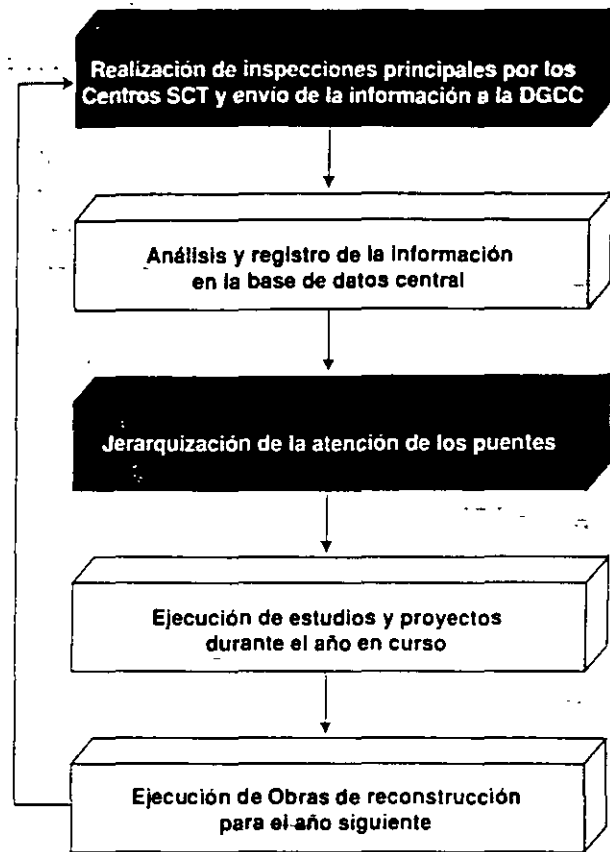 Realización de inspecciones principales por los
Centros SCT y envío de la información a la DGCC
Análisis y registro de la información
en la base de datos central
Jerarquización de la atención de los puentes
Ejecución de estudios y proyectos
durante el año en curso
Ejecución de Obras de reconstrucción
para el año siguiente